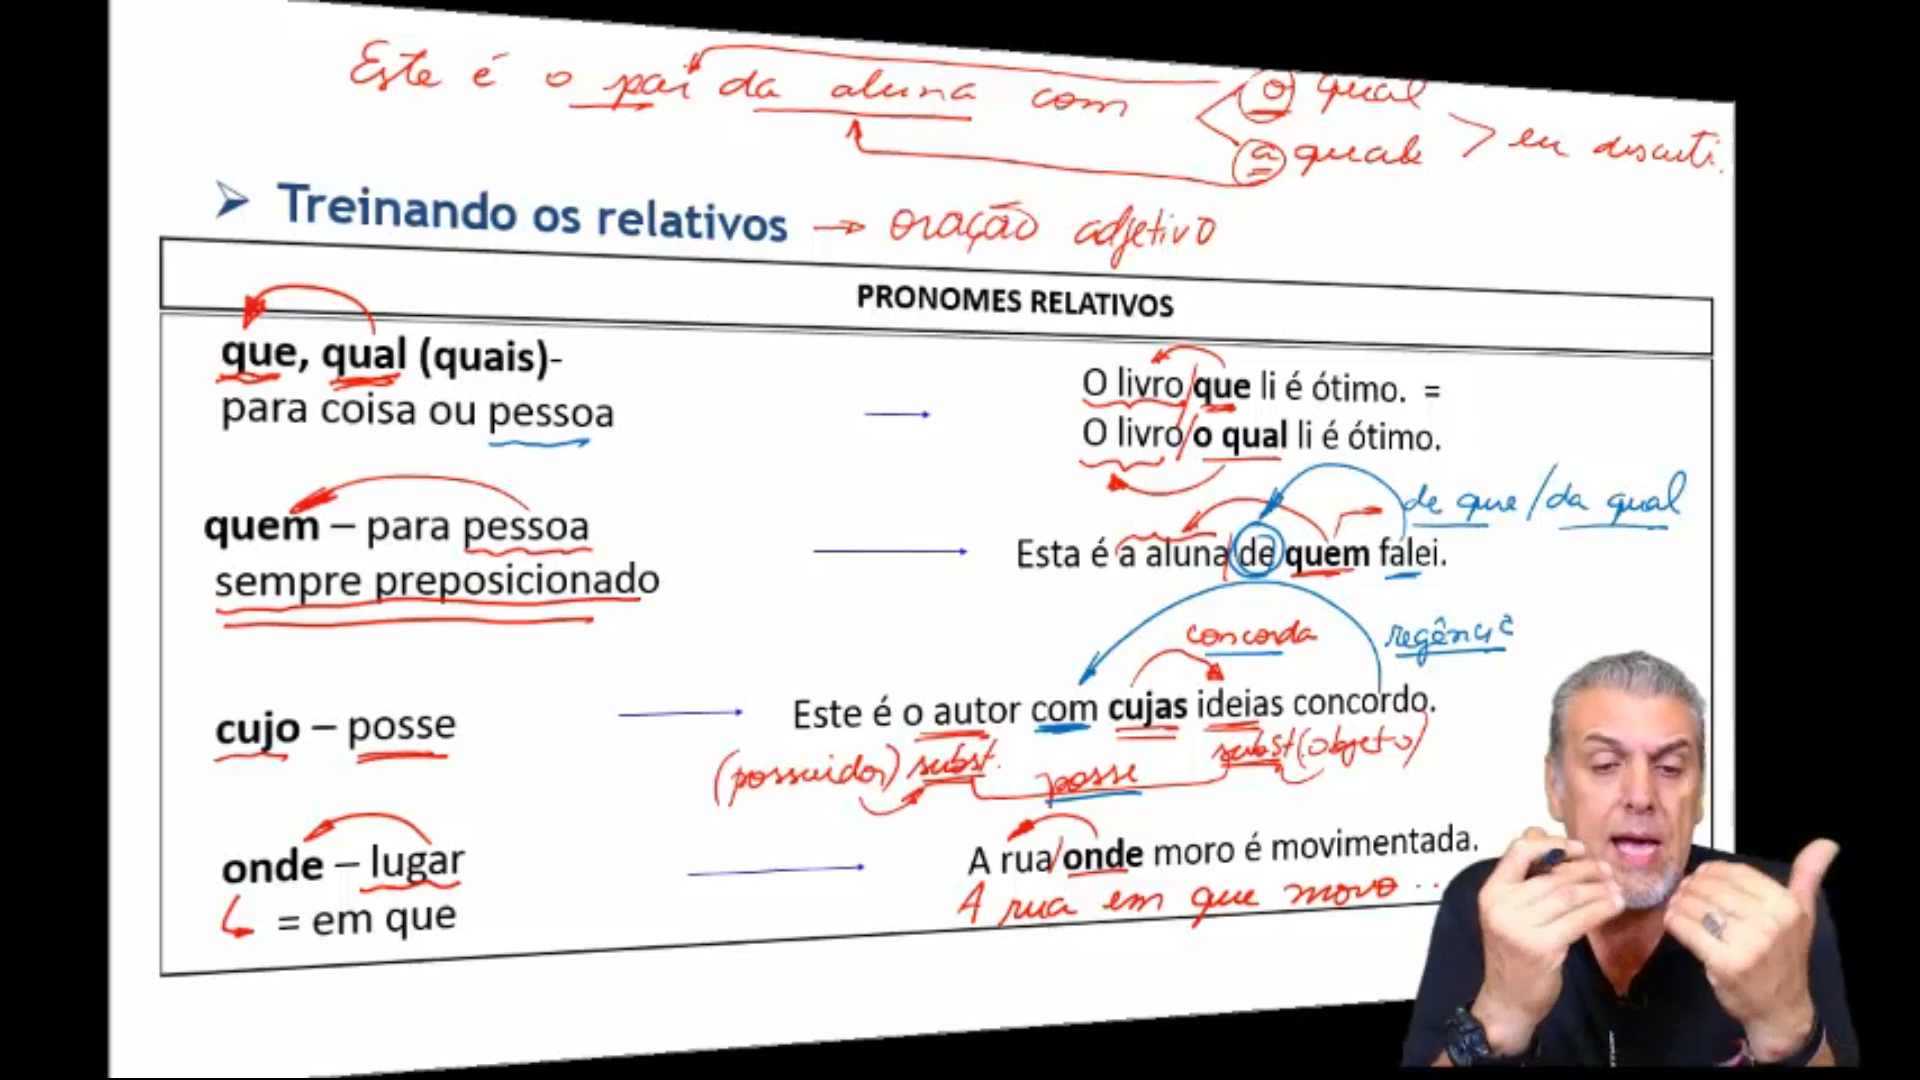 Este é o pai da aluna com o qual
a qual > eu discuti.
➤ Treinando os relativos → oração adjetiva
PRONOMES RELATIVOS
que, qual (quais)-
para coisa ou pessoa
O livro/que li é ótimo. =
O livro/o qual li é ótimo.
de que / da qual
quem – para pessoa
sempre preposicionado
Esta é a aluna/de quem falei.
concorda regência
cujo – posse
Este é o autor com cujas ideias concordo.
(possuidor) subst. posse subst (objeto)
onde – lugar
= em que
A rua/onde moro é movimentada.
A rua em que moro ...